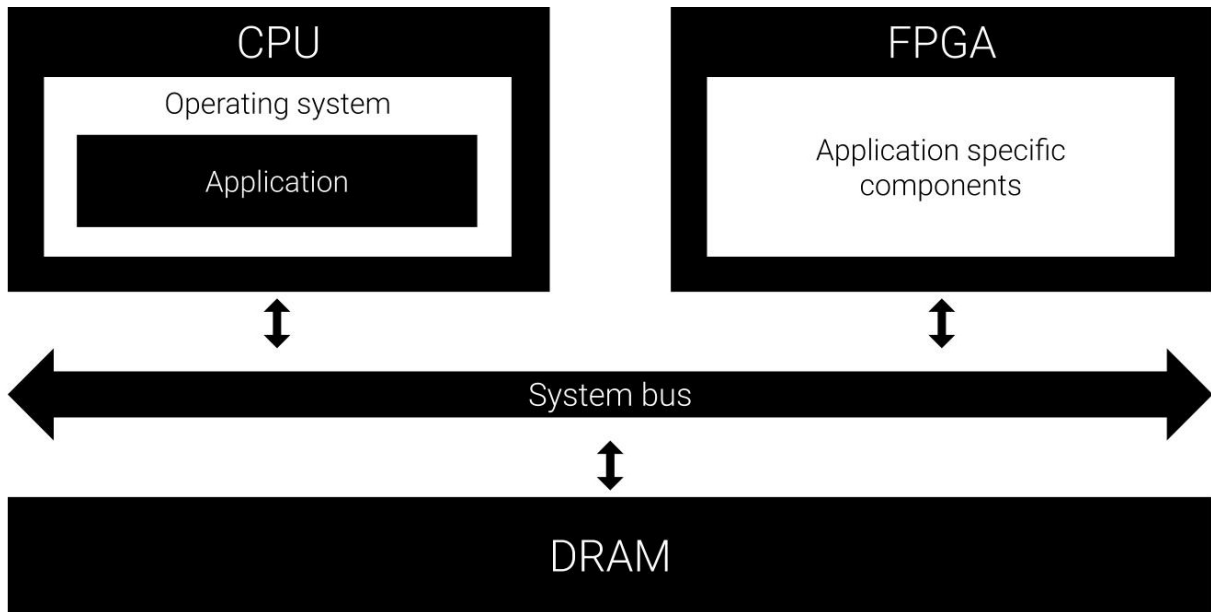 CPU
Operating system
Application
FPGA
Application specific
components
System bus
DRAM